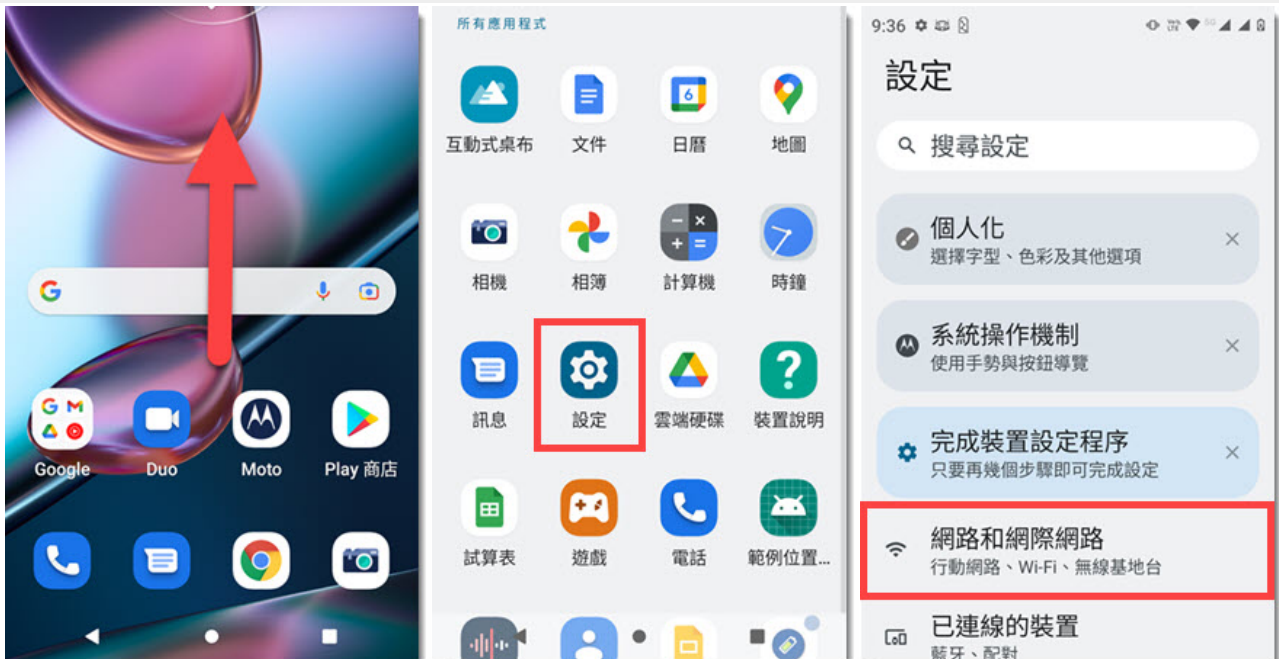 Google
Duo
Moto
Play 商店
所有應用程式
互動式桌布
文件
日曆
地圖
相機
相簿
計算機
時鐘
訊息
設定
雲端硬碟
裝置說明
試算表
遊戲
電話
範例位置...
9:36
5G
設定
搜尋設定
個人化
選擇字型、色彩及其他選項
系統操作機制
使用手勢與按鈕導覽
完成裝置設定程序
只要再幾個步驟即可完成設定
網路和網際網路
行動網路、Wi-Fi、無線基地台
已連線的裝置
藍牙、配對